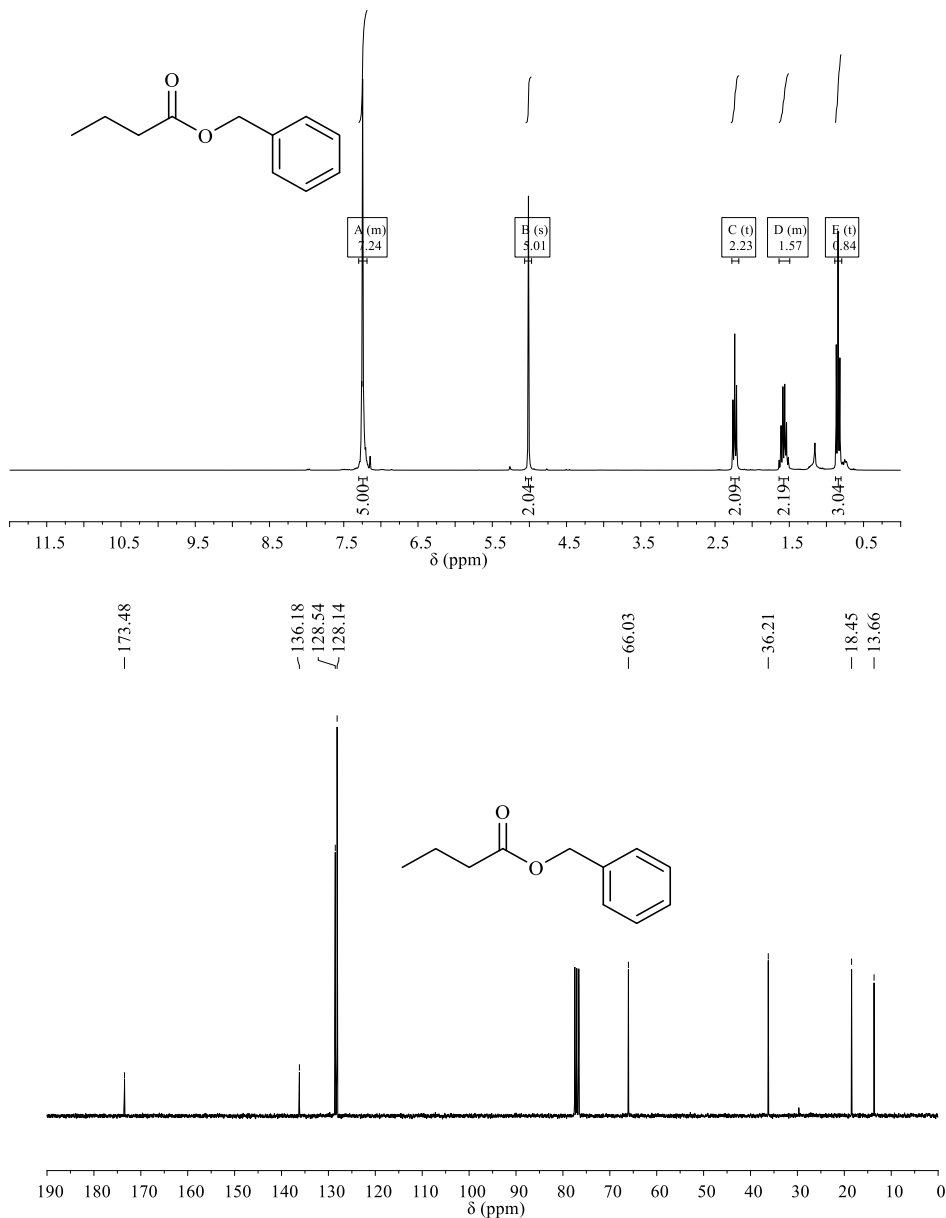 O
O
A (m)
7.24
B (s)
5.01
C (t)
2.23
D (m)
1.57
E (t)
0.84
5.00
2.04
2.09
2.19
3.04
11.5 10.5 9.5 8.5 7.5 6.5 5.5 4.5 3.5 2.5 1.5 0.5
δ (ppm)
173.48
136.18
128.54
128.14
66.03
36.21
18.45
13.66
O
O
190 180 170 160 150 140 130 120 110 100 90 80 70 60 50 40 30 20 10 0
δ (ppm)